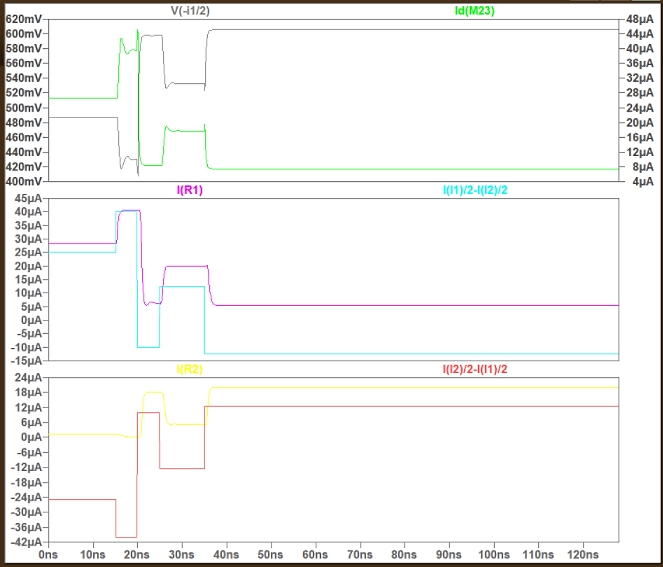 V(-i1/2) Id(M23)
620mV 48µA
600mV 44µA
580mV 40µA
560mV 36µA
540mV 32µA
520mV 28µA
500mV 24µA
480mV 20µA
460mV 16µA
440mV 12µA
420mV 8µA
400mV 4µA
I(R1) I(I1)/2-I(I2)/2
45µA
40µA
35µA
30µA
25µA
20µA
15µA
10µA
5µA
0µA
-5µA
-10µA
-15µA
I(R2) I(I2)/2-I(I1)/2
24µA
18µA
12µA
6µA
0µA
-6µA
-12µA
-18µA
-24µA
-30µA
-36µA
-42µA
0ns 10ns 20ns 30ns 40ns 50ns 60ns 70ns 80ns 90ns 100ns 110ns 120ns